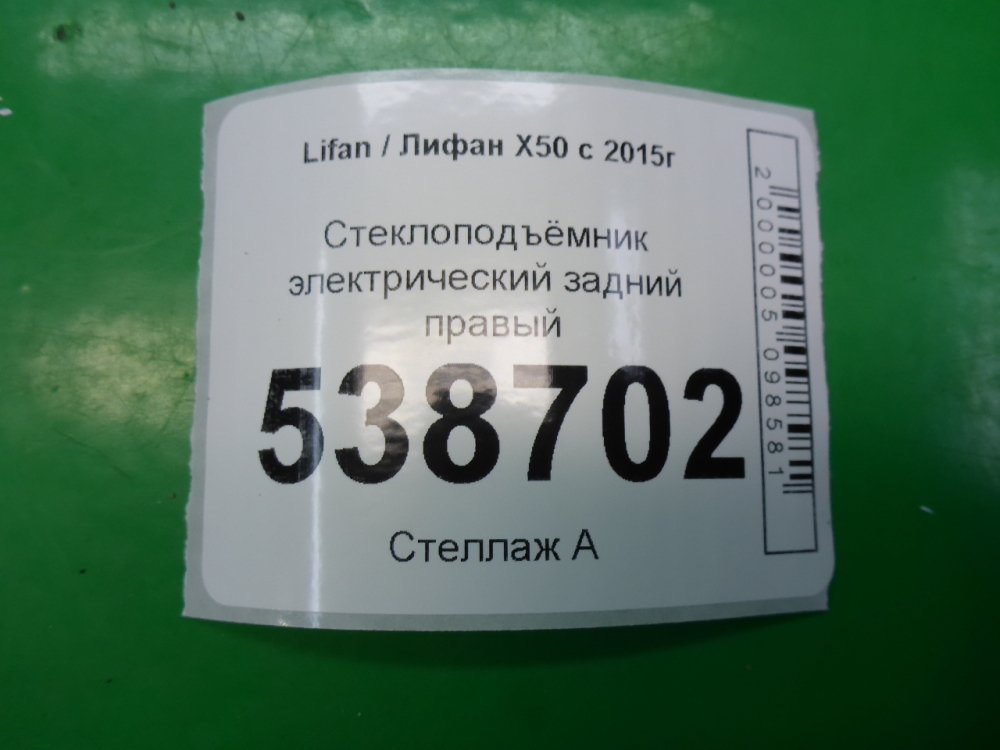 Lifan / Лифан X50 с 2015г
Стеклоподъёмник
электрический задний
правый
538702
Стеллаж А
2000005098581